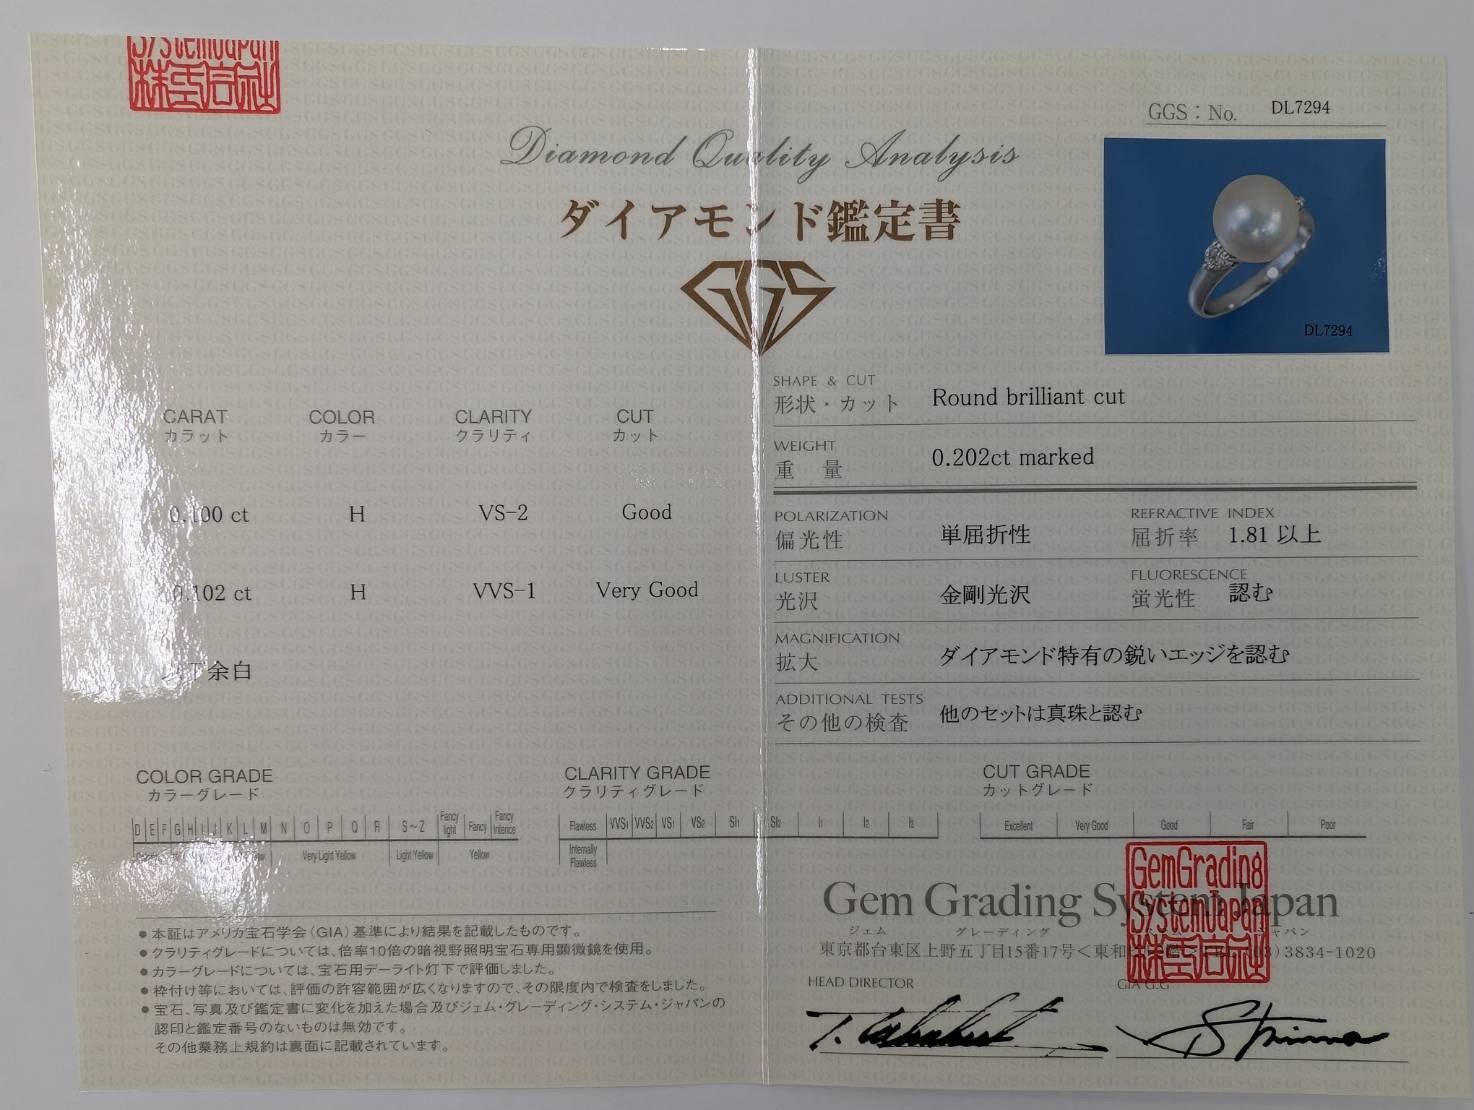 SystemJapan
株式会社
GGS：No. DL7294
Diamond Quality Analysis
ダイアモンド鑑定書
GGS
DL7294
CARAT COLOR CLARITY CUT
カラット カラー クラリティ カット
0.100 ct H VS-2 Good
0.102 ct H VVS-1 Very Good
以下余白
SHAPE & CUT
形状・カット Round brilliant cut
WEIGHT
重量 0.202ct marked
POLARIZATION
偏光性 単屈折性
REFRACTIVE INDEX
屈折率 1.81 以上
LUSTER
光沢 金剛光沢
FLUORESCENCE
蛍光性 認む
MAGNIFICATION
拡大 ダイアモンド特有の鋭いエッジを認む
ADDITIONAL TESTS
その他の検査 他のセットは真珠と認む
COLOR GRADE
カラーグレード
D E F G H I J K L M N O P Q R S～Z Fancy light Fancy Fancy Intence
Very Light Yellow Light Yellow Yellow
CLARITY GRADE
クラリティグレード
Flawless VVS1 VVS2 VS1 VS2 SI1 SI2 I1 I2 I3
Internally Flawless
CUT GRADE
カットグレード
Excellent Very Good Good Fair Poor
●本証はアメリカ宝石学会（GIA）基準により結果を記載したものです。
●クラリティグレードについては、倍率10倍の暗視野照明宝石専用顕微鏡を使用。
●カラーグレードについては、宝石用デーライト灯下で評価しました。
●枠付け等においては、評価の許容範囲が広くなりますので、その限度内で検査をしました。
●宝石、写真及び鑑定書に変化を加えた場合及びジェム・グレーディング・システム・ジャパンの
認印と鑑定番号のないものは無効です。
その他業務上規約は裏面に記載されています。
Gem Grading System Japan
ジェム グレーディング ジャパン
東京都台東区上野五丁目15番17号＜東和 3834-1020
GemGrading
SystemJapan
株式会社
HEAD DIRECTOR
GIA G.G